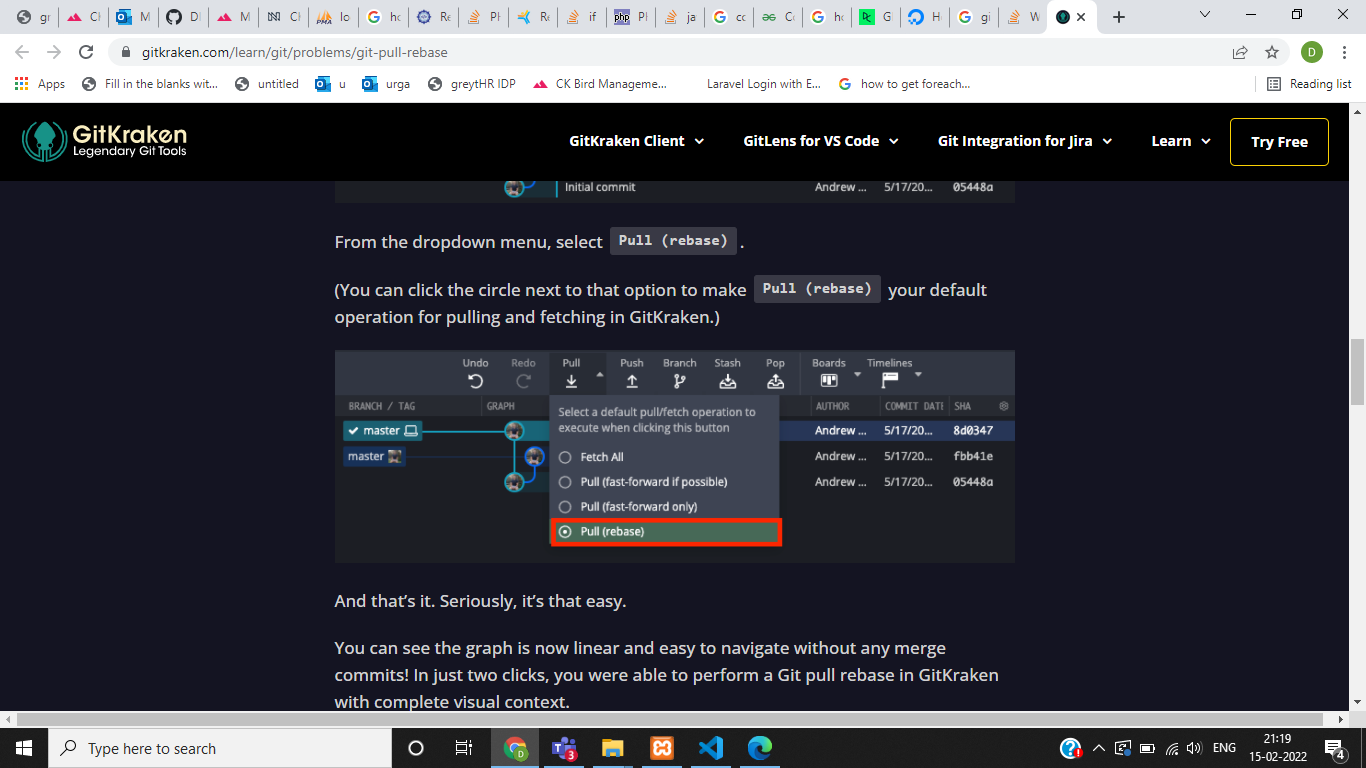 gr
Cl
M
D
M
Cl
lo
ho
Re
Pl
Re
if
Pl
ja
co
Co
ho
G
H
gi
W
gitkraken.com/learn/git/problems/git-pull-rebase
D
Apps
Fill in the blanks wit...
untitled
u
urga
greytHR IDP
CK Bird Manageme...
Laravel Login with E...
how to get foreach...
Reading list
GitKraken
Legendary Git Tools
GitKraken Client
GitLens for VS Code
Git Integration for Jira
Learn
Try Free
Initial commit Andrew ... 5/17/20... 05448a
From the dropdown menu, select Pull (rebase) .
(You can click the circle next to that option to make Pull (rebase) your default
operation for pulling and fetching in GitKraken.)
Undo Redo Pull Push Branch Stash Pop Boards Timelines
BRANCH / TAG GRAPH AUTHOR COMMIT DATE SHA
Select a default pull/fetch operation to
execute when clicking this button
master Andrew ... 5/17/20... 8d0347
master Fetch All Andrew ... 5/17/20... fbb41e
Pull (fast-forward if possible) Andrew ... 5/17/20... 05448a
Pull (fast-forward only)
Pull (rebase)
And that’s it. Seriously, it’s that easy.
You can see the graph is now linear and easy to navigate without any merge
commits! In just two clicks, you were able to perform a Git pull rebase in GitKraken
with complete visual context.
Type here to search
D
3
ENG
21:19
15-02-2022
4